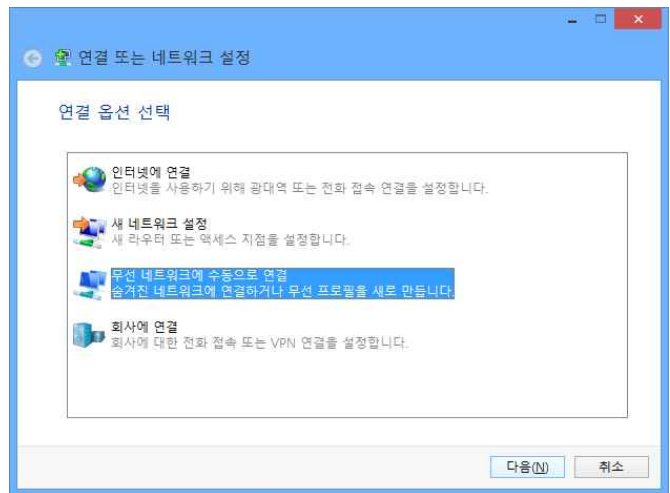 연결 또는 네트워크 설정
연결 옵션 선택
인터넷에 연결
인터넷을 사용하기 위해 광대역 또는 전화 접속 연결을 설정합니다.
새 네트워크 설정
새 라우터 또는 액세스 지점을 설정합니다.
무선 네트워크에 수동으로 연결
숨겨진 네트워크에 연결하거나 무선 프로필을 새로 만듭니다.
회사에 연결
회사에 대한 전화 접속 또는 VPN 연결을 설정합니다.
다음(N) 취소